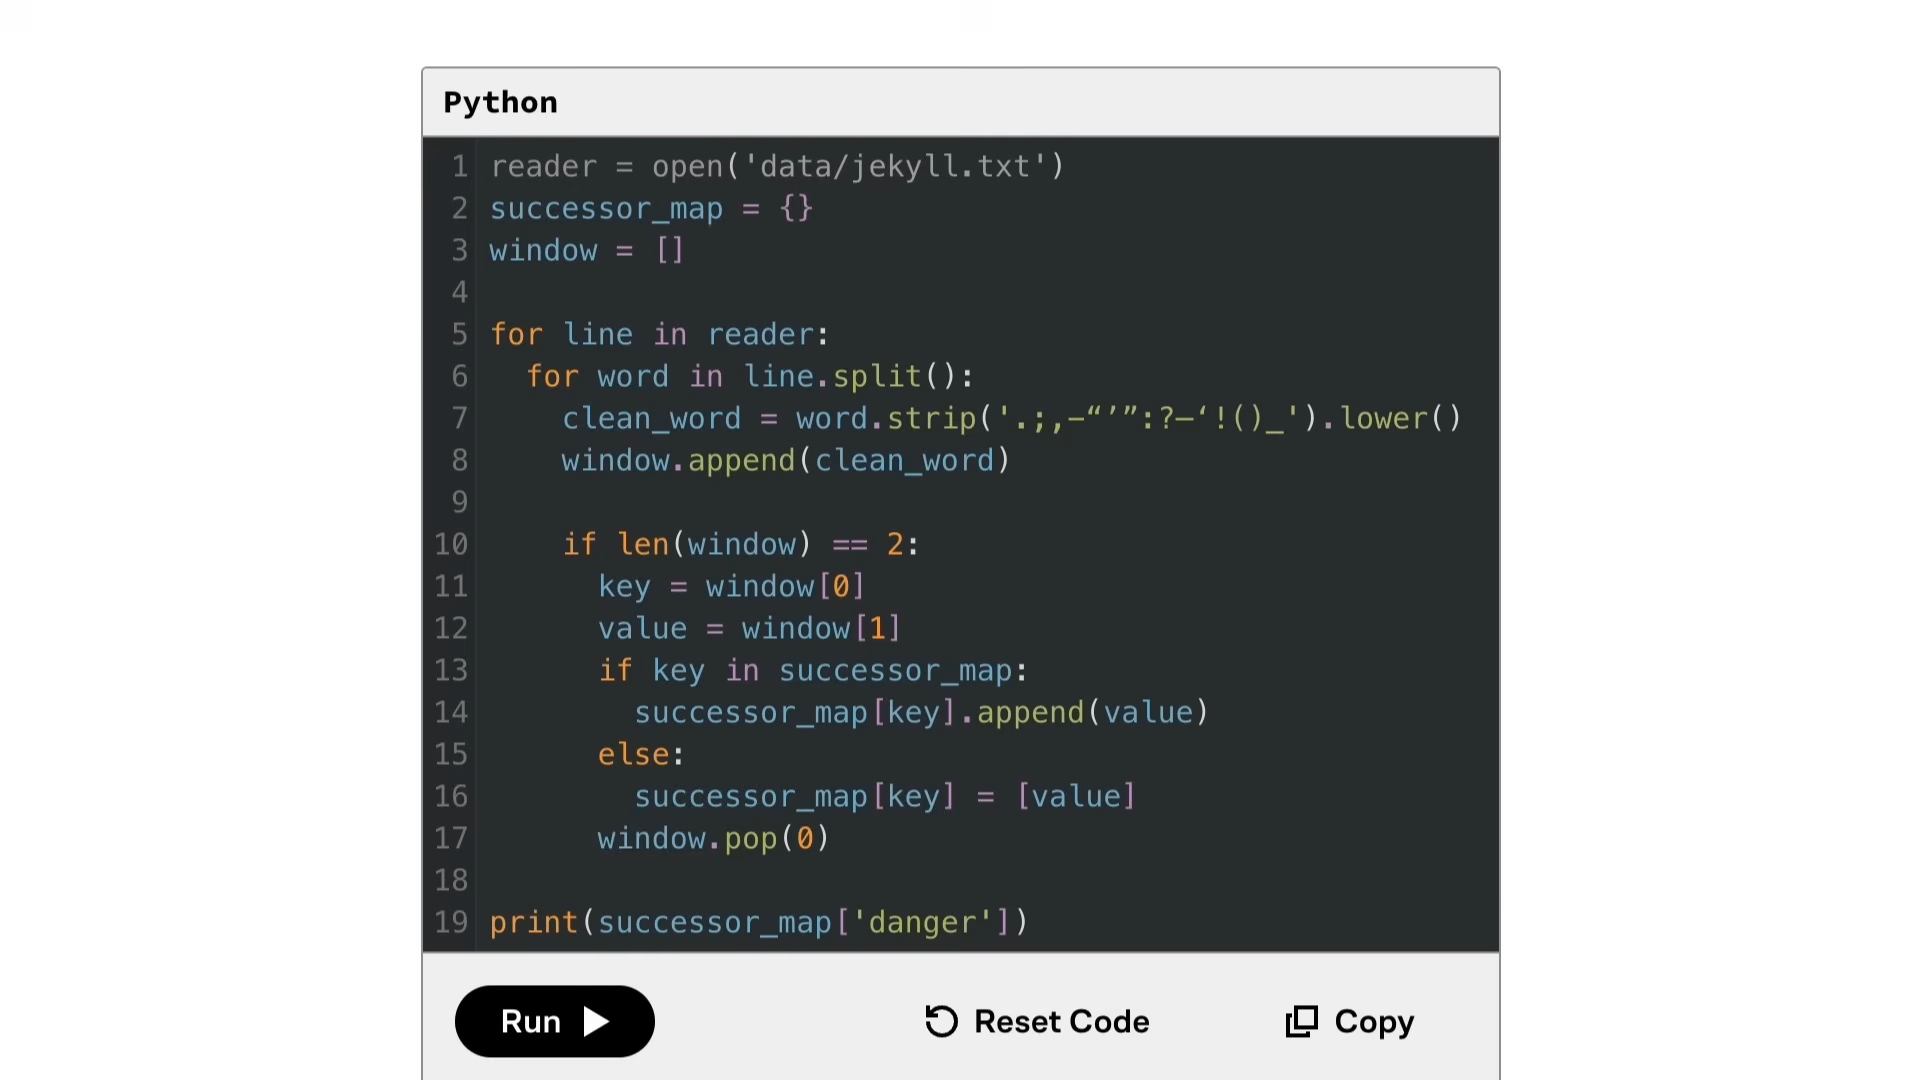 Python
1 reader = open('data/jekyll.txt')
2 successor_map = {}
3 window = []
4
5 for line in reader:
6   for word in line.split():
7     clean_word = word.strip('.;,—“’”:?—‘!()_').lower()
8     window.append(clean_word)
9
10     if len(window) == 2:
11       key = window[0]
12       value = window[1]
13       if key in successor_map:
14         successor_map[key].append(value)
15       else:
16         successor_map[key] = [value]
17       window.pop(0)
18
19 print(successor_map['danger'])
Run Reset Code Copy